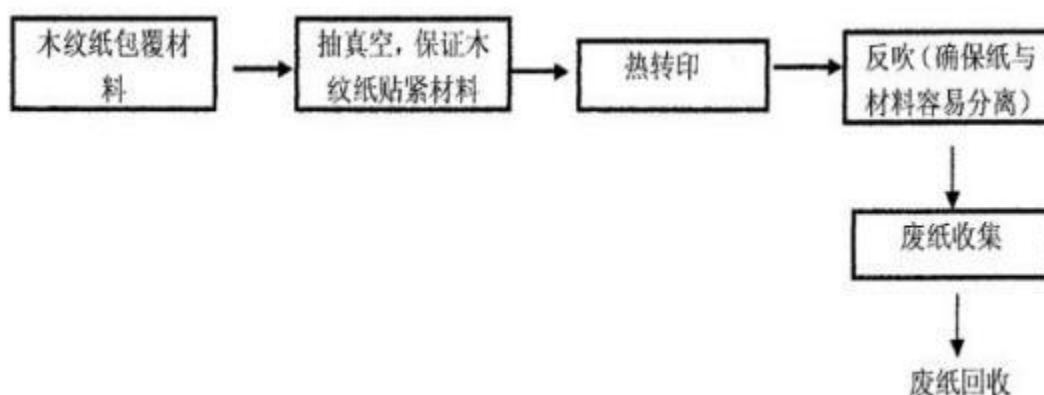 木纹纸包覆材
料
抽真空，保证木
纹纸贴紧材料
热转印
反吹（确保纸与
材料容易分离）
废纸收集
废纸回收